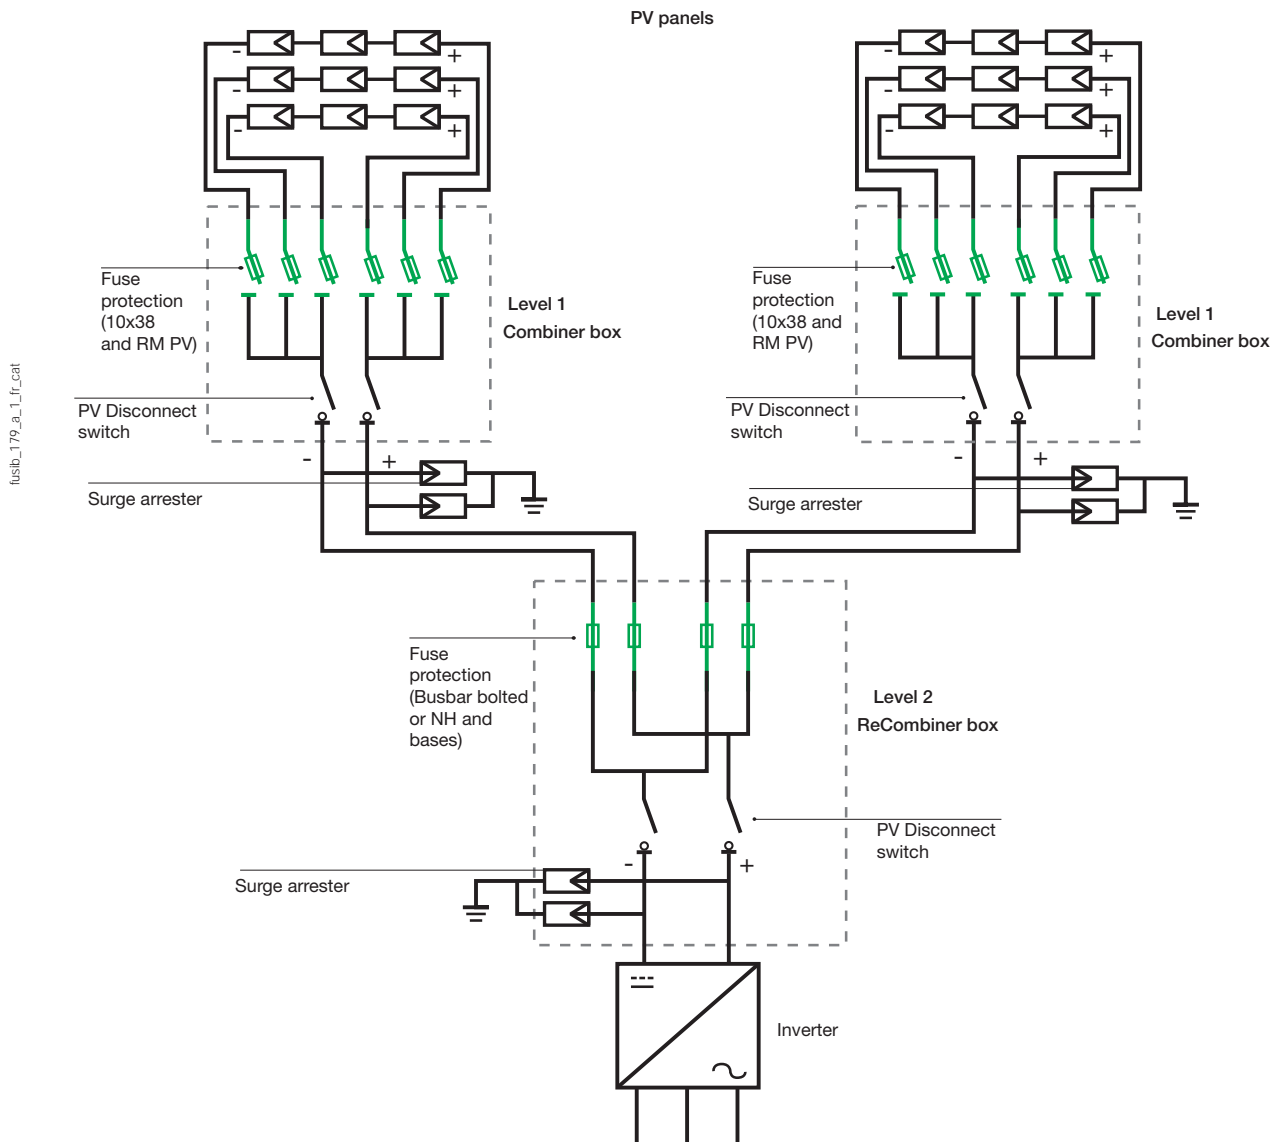 PV panels
-
+
-
+
-
+
-
+
-
+
-
+
Fuse
protection
(10x38
and RM PV)
Level 1
Combiner box
Fuse
protection
(10x38 and
RM PV)
Level 1
Combiner box
PV Disconnect
switch
PV Disconnect
switch
fusib_179_a_1_fr_cat
-
+
Surge arrester
-
+
Surge arrester
Fuse
protection
(Busbar bolted
or NH and
bases)
Level 2
ReCombiner box
PV Disconnect
switch
-
+
Surge arrester
Inverter